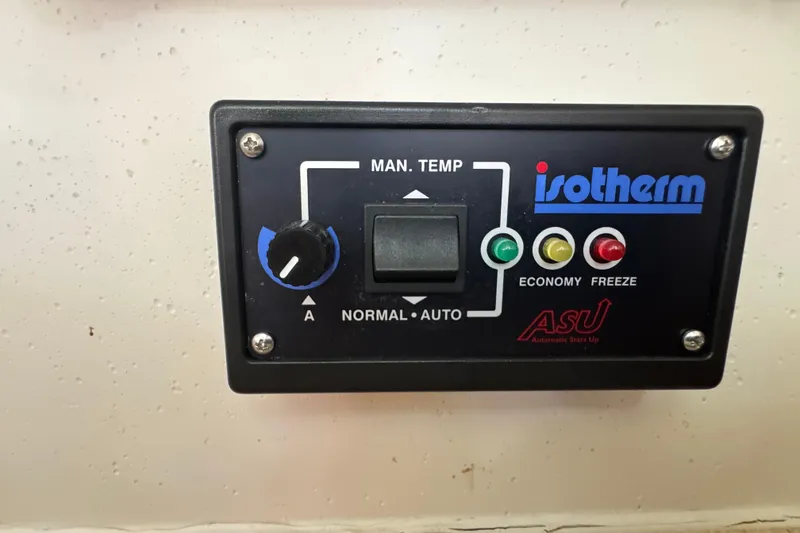 MAN. TEMP
isotherm
ECONOMY FREEZE
A
NORMAL • AUTO
ASU
Automatic Start Up